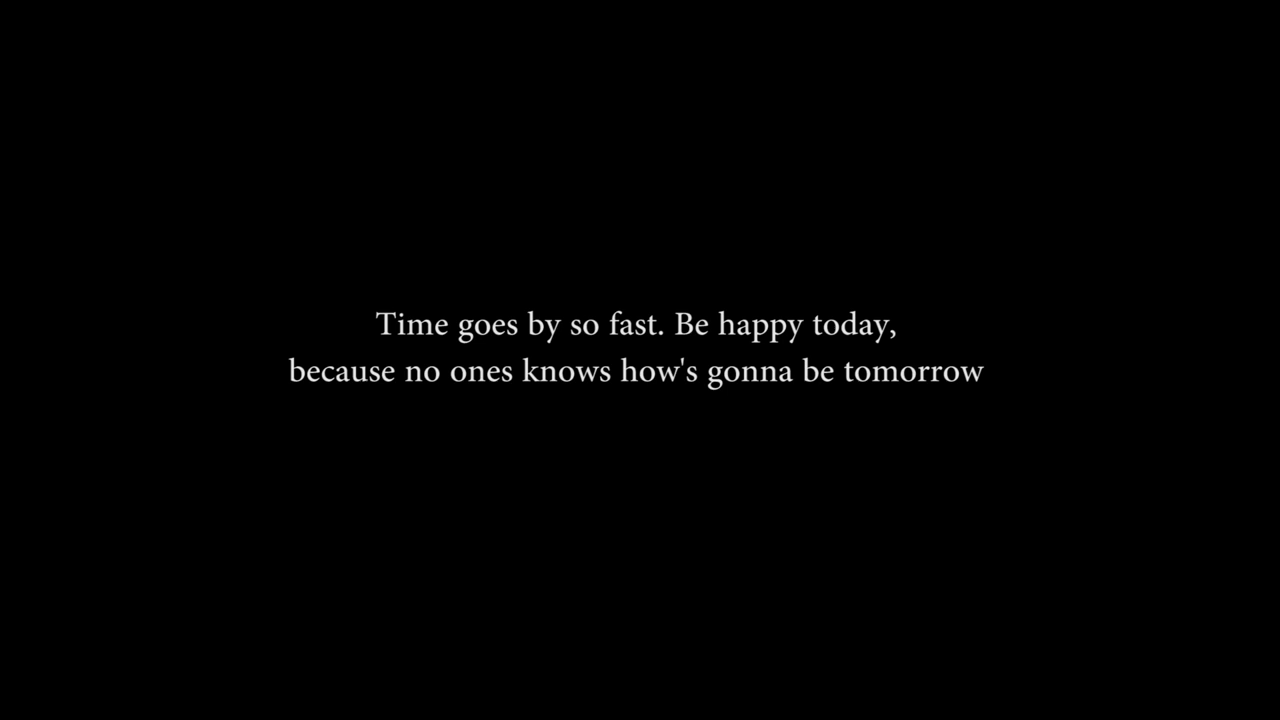 Time goes by so fast. Be happy today,
because no ones knows how's gonna be tomorrow